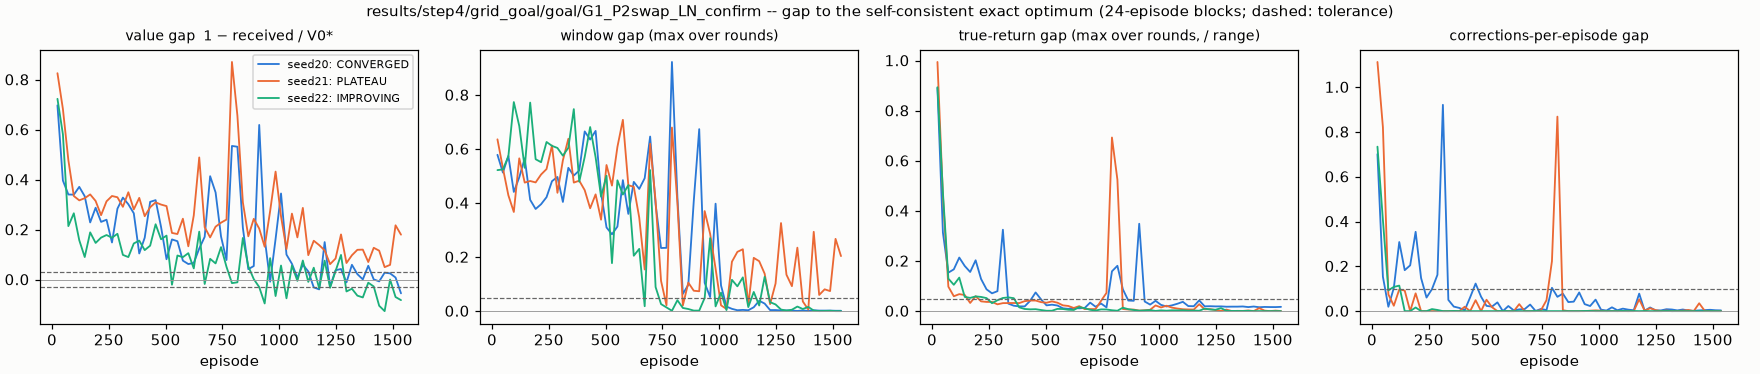 results/step4/grid_goal/goal/G1_P2swap_LN_confirm -- gap to the self-consistent exact optimum (24-episode blocks; dashed: tolerance)
value gap  1 − received / V0*
window gap (max over rounds)
true-return gap (max over rounds, / range)
corrections-per-episode gap
seed20: CONVERGED
seed21: PLATEAU
seed22: IMPROVING
0.8
0.6
0.4
0.2
0.0
0 250 500 750 1000 1250 1500
episode
0.8
0.6
0.4
0.2
0.0
0 250 500 750 1000 1250 1500
episode
1.0
0.8
0.6
0.4
0.2
0.0
0 250 500 750 1000 1250 1500
episode
1.0
0.8
0.6
0.4
0.2
0.0
0 250 500 750 1000 1250 1500
episode